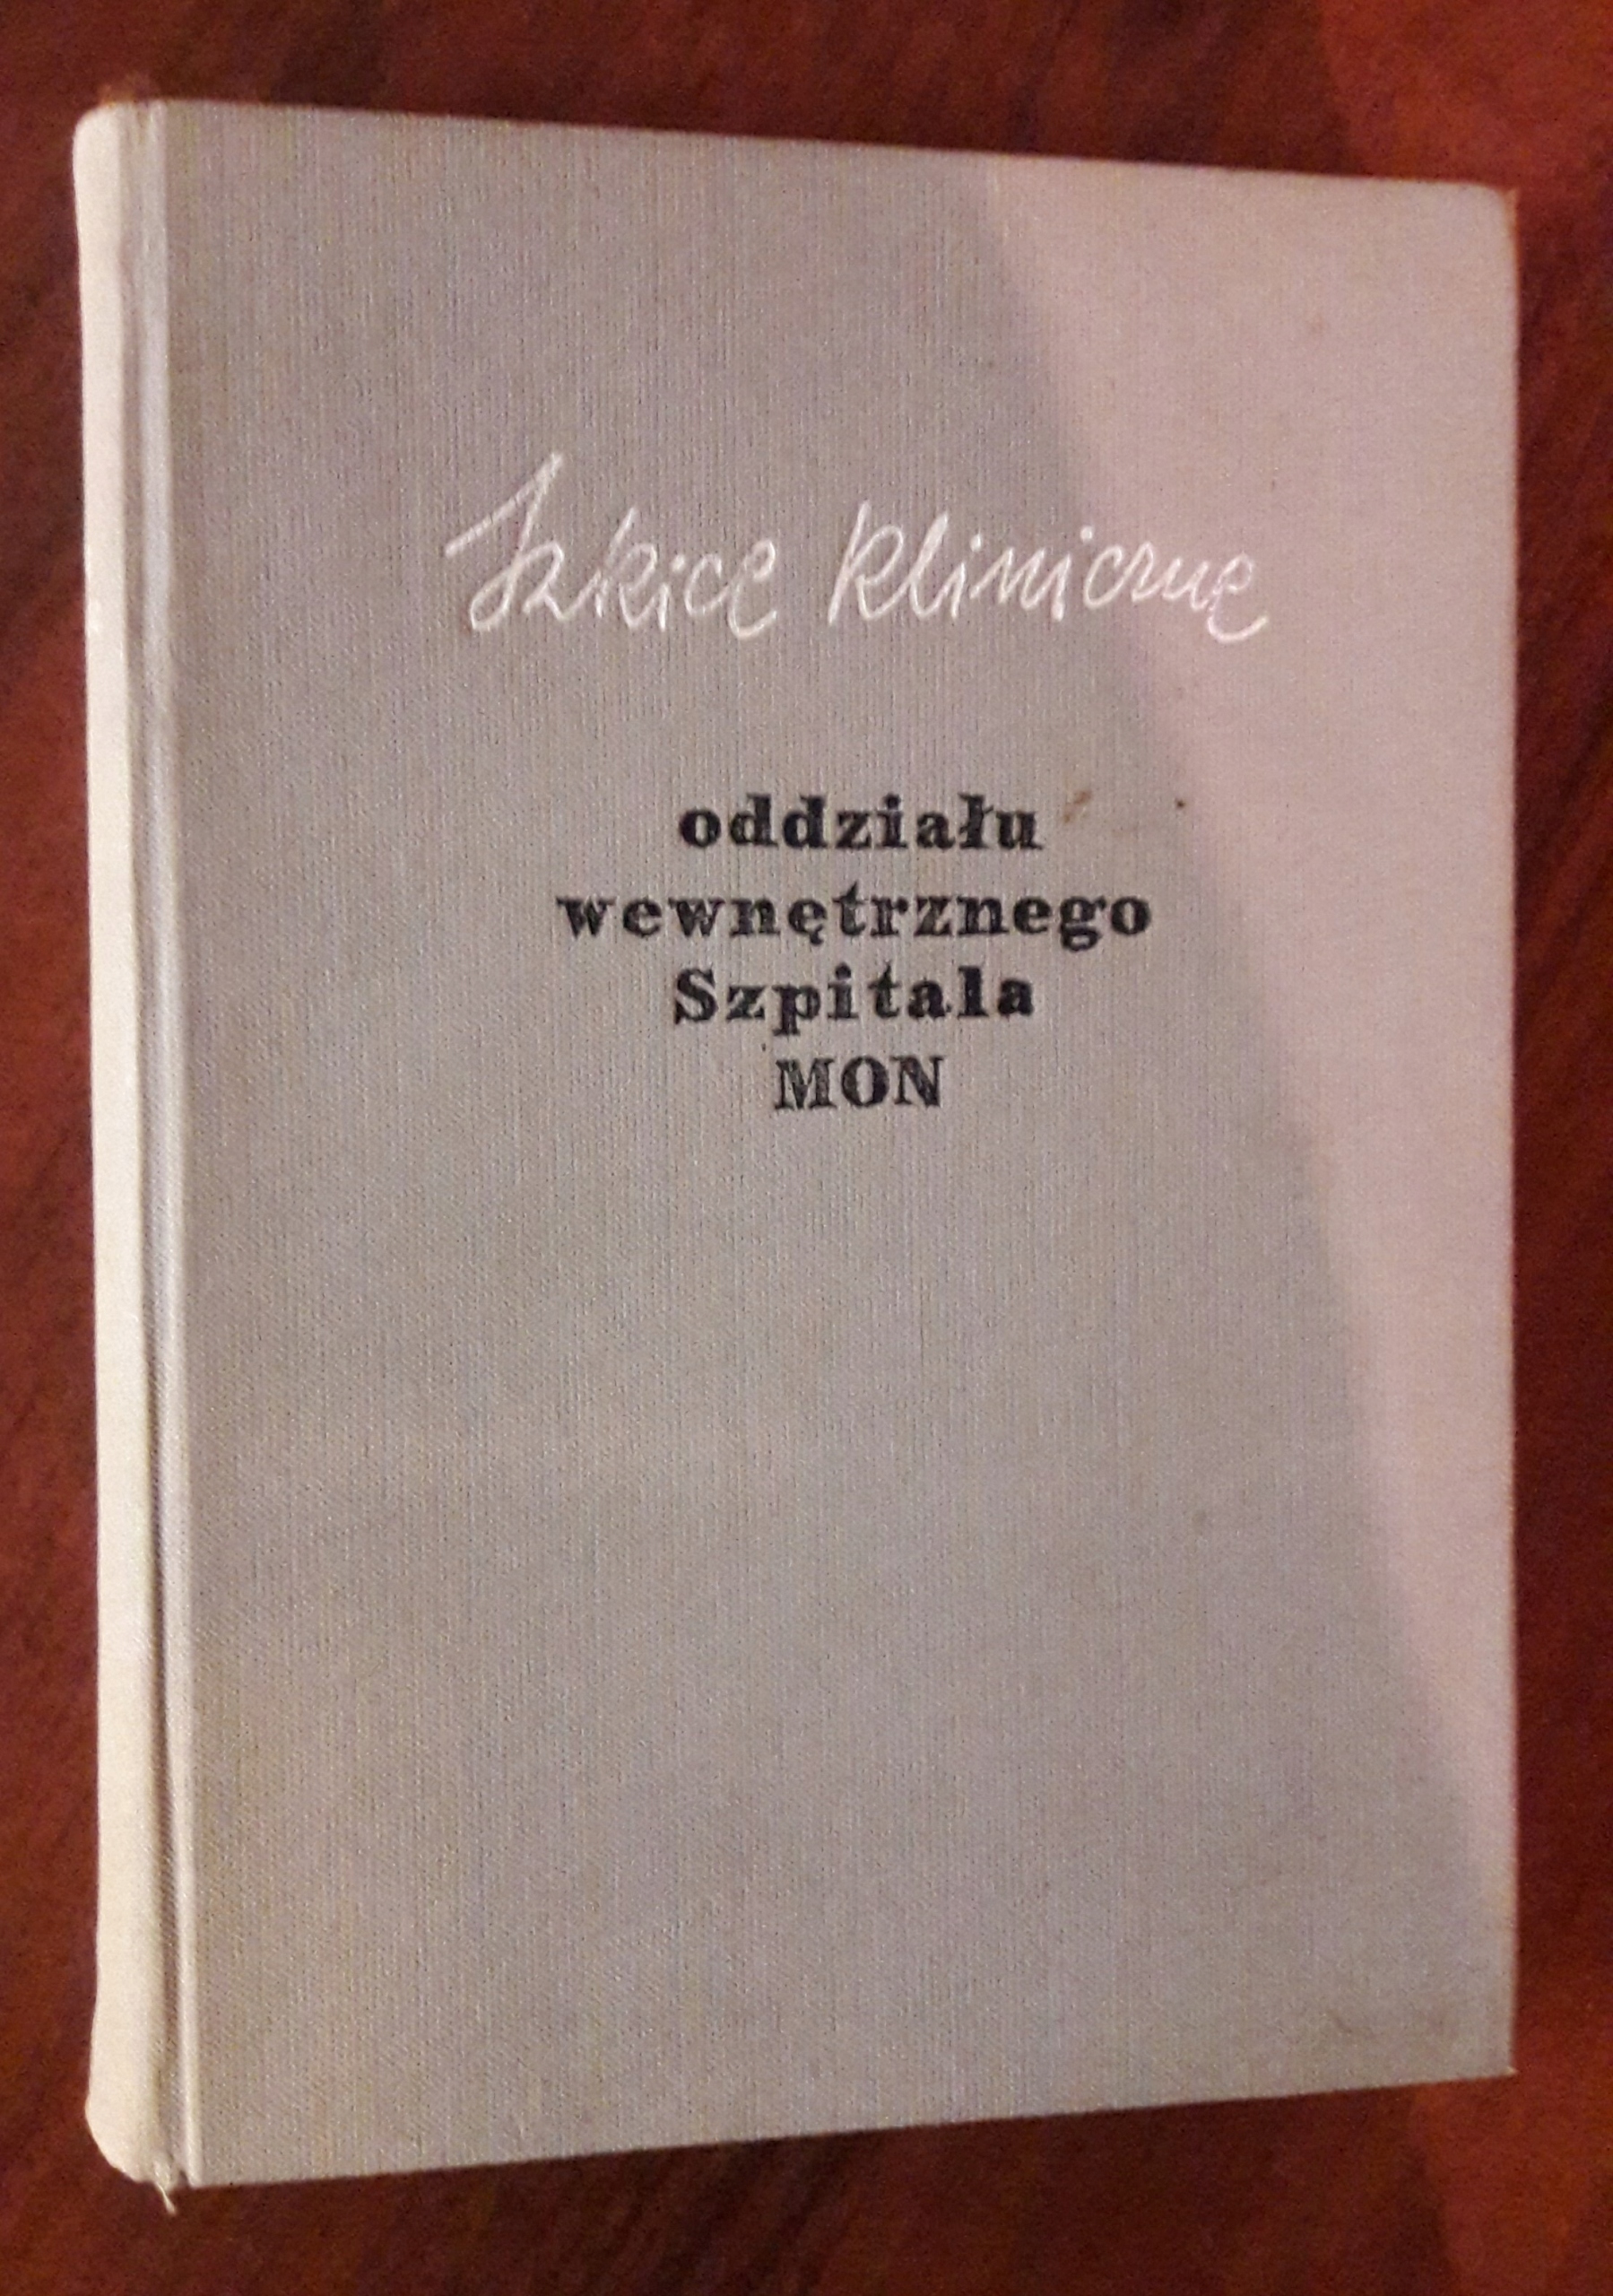 Szkice kliniczne
oddziału
wewnętrznego
Szpitala
MON